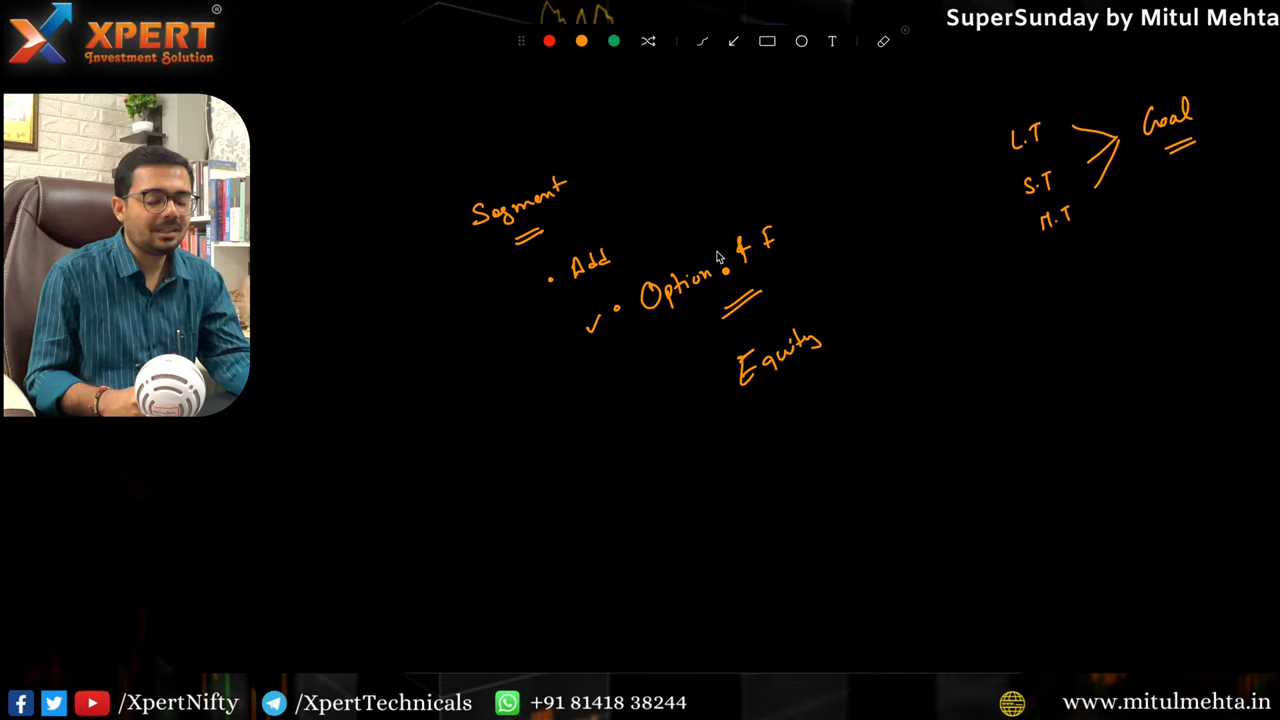 XPERT ®
Investment Solution
SuperSunday by Mitul Mehta
T
Goal
L.T
S.T
M.T
Segment
• Add
• Option • & F
Equity
/XpertNifty
/XpertTechnicals
+91 81418 38244
www.mitulmehta.in